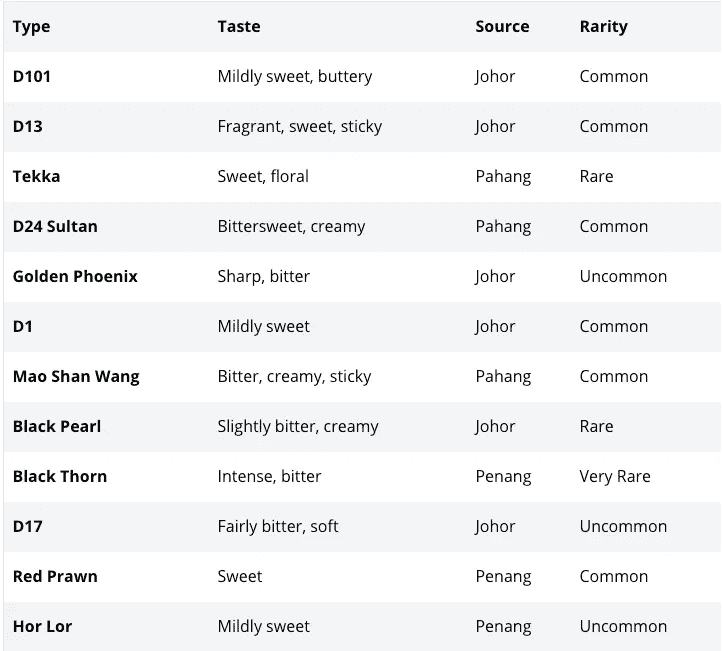 Type Taste Source Rarity
D101 Mildly sweet, buttery Johor Common
D13 Fragrant, sweet, sticky Johor Common
Tekka Sweet, floral Pahang Rare
D24 Sultan Bittersweet, creamy Pahang Common
Golden Phoenix Sharp, bitter Johor Uncommon
D1 Mildly sweet Johor Common
Mao Shan Wang Bitter, creamy, sticky Pahang Common
Black Pearl Slightly bitter, creamy Johor Rare
Black Thorn Intense, bitter Penang Very Rare
D17 Fairly bitter, soft Johor Uncommon
Red Prawn Sweet Penang Common
Hor Lor Mildly sweet Penang Uncommon